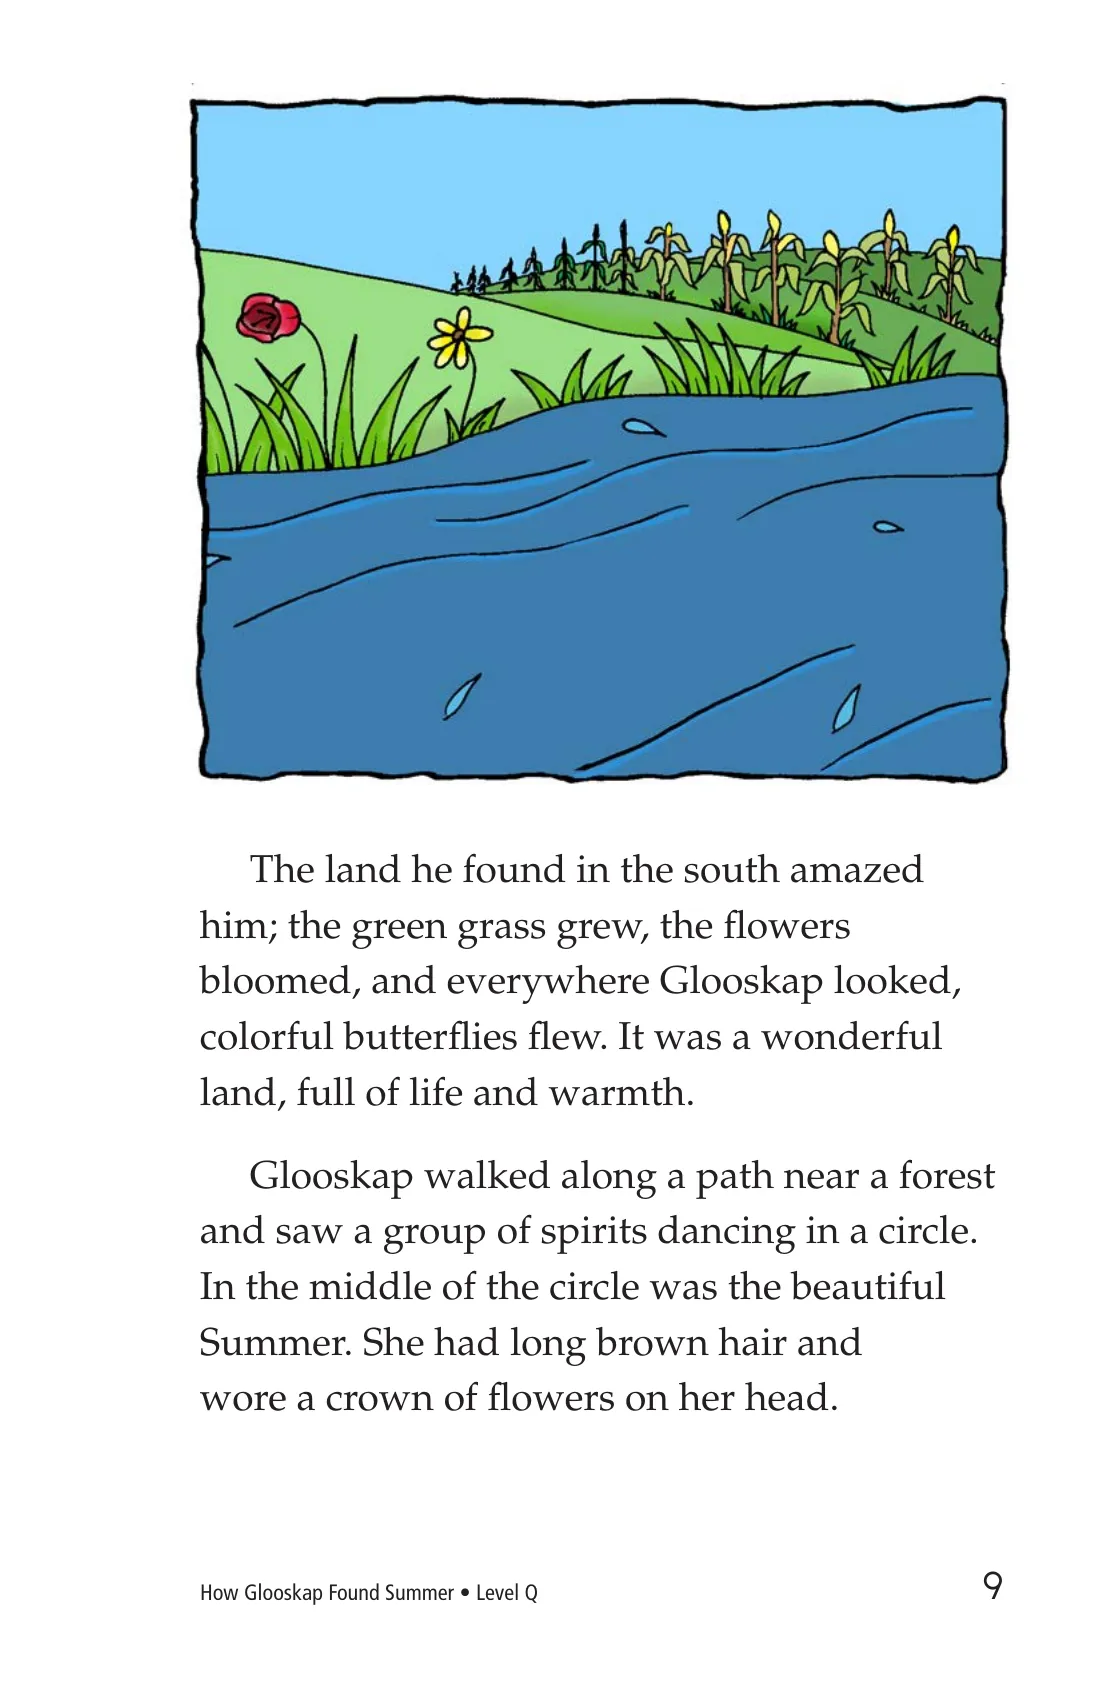 The land he found in the south amazed
him; the green grass grew, the flowers
bloomed, and everywhere Glooskap looked,
colorful butterflies flew. It was a wonderful
land, full of life and warmth.
Glooskap walked along a path near a forest
and saw a group of spirits dancing in a circle.
In the middle of the circle was the beautiful
Summer. She had long brown hair and
wore a crown of flowers on her head.
How Glooskap Found Summer • Level Q
9